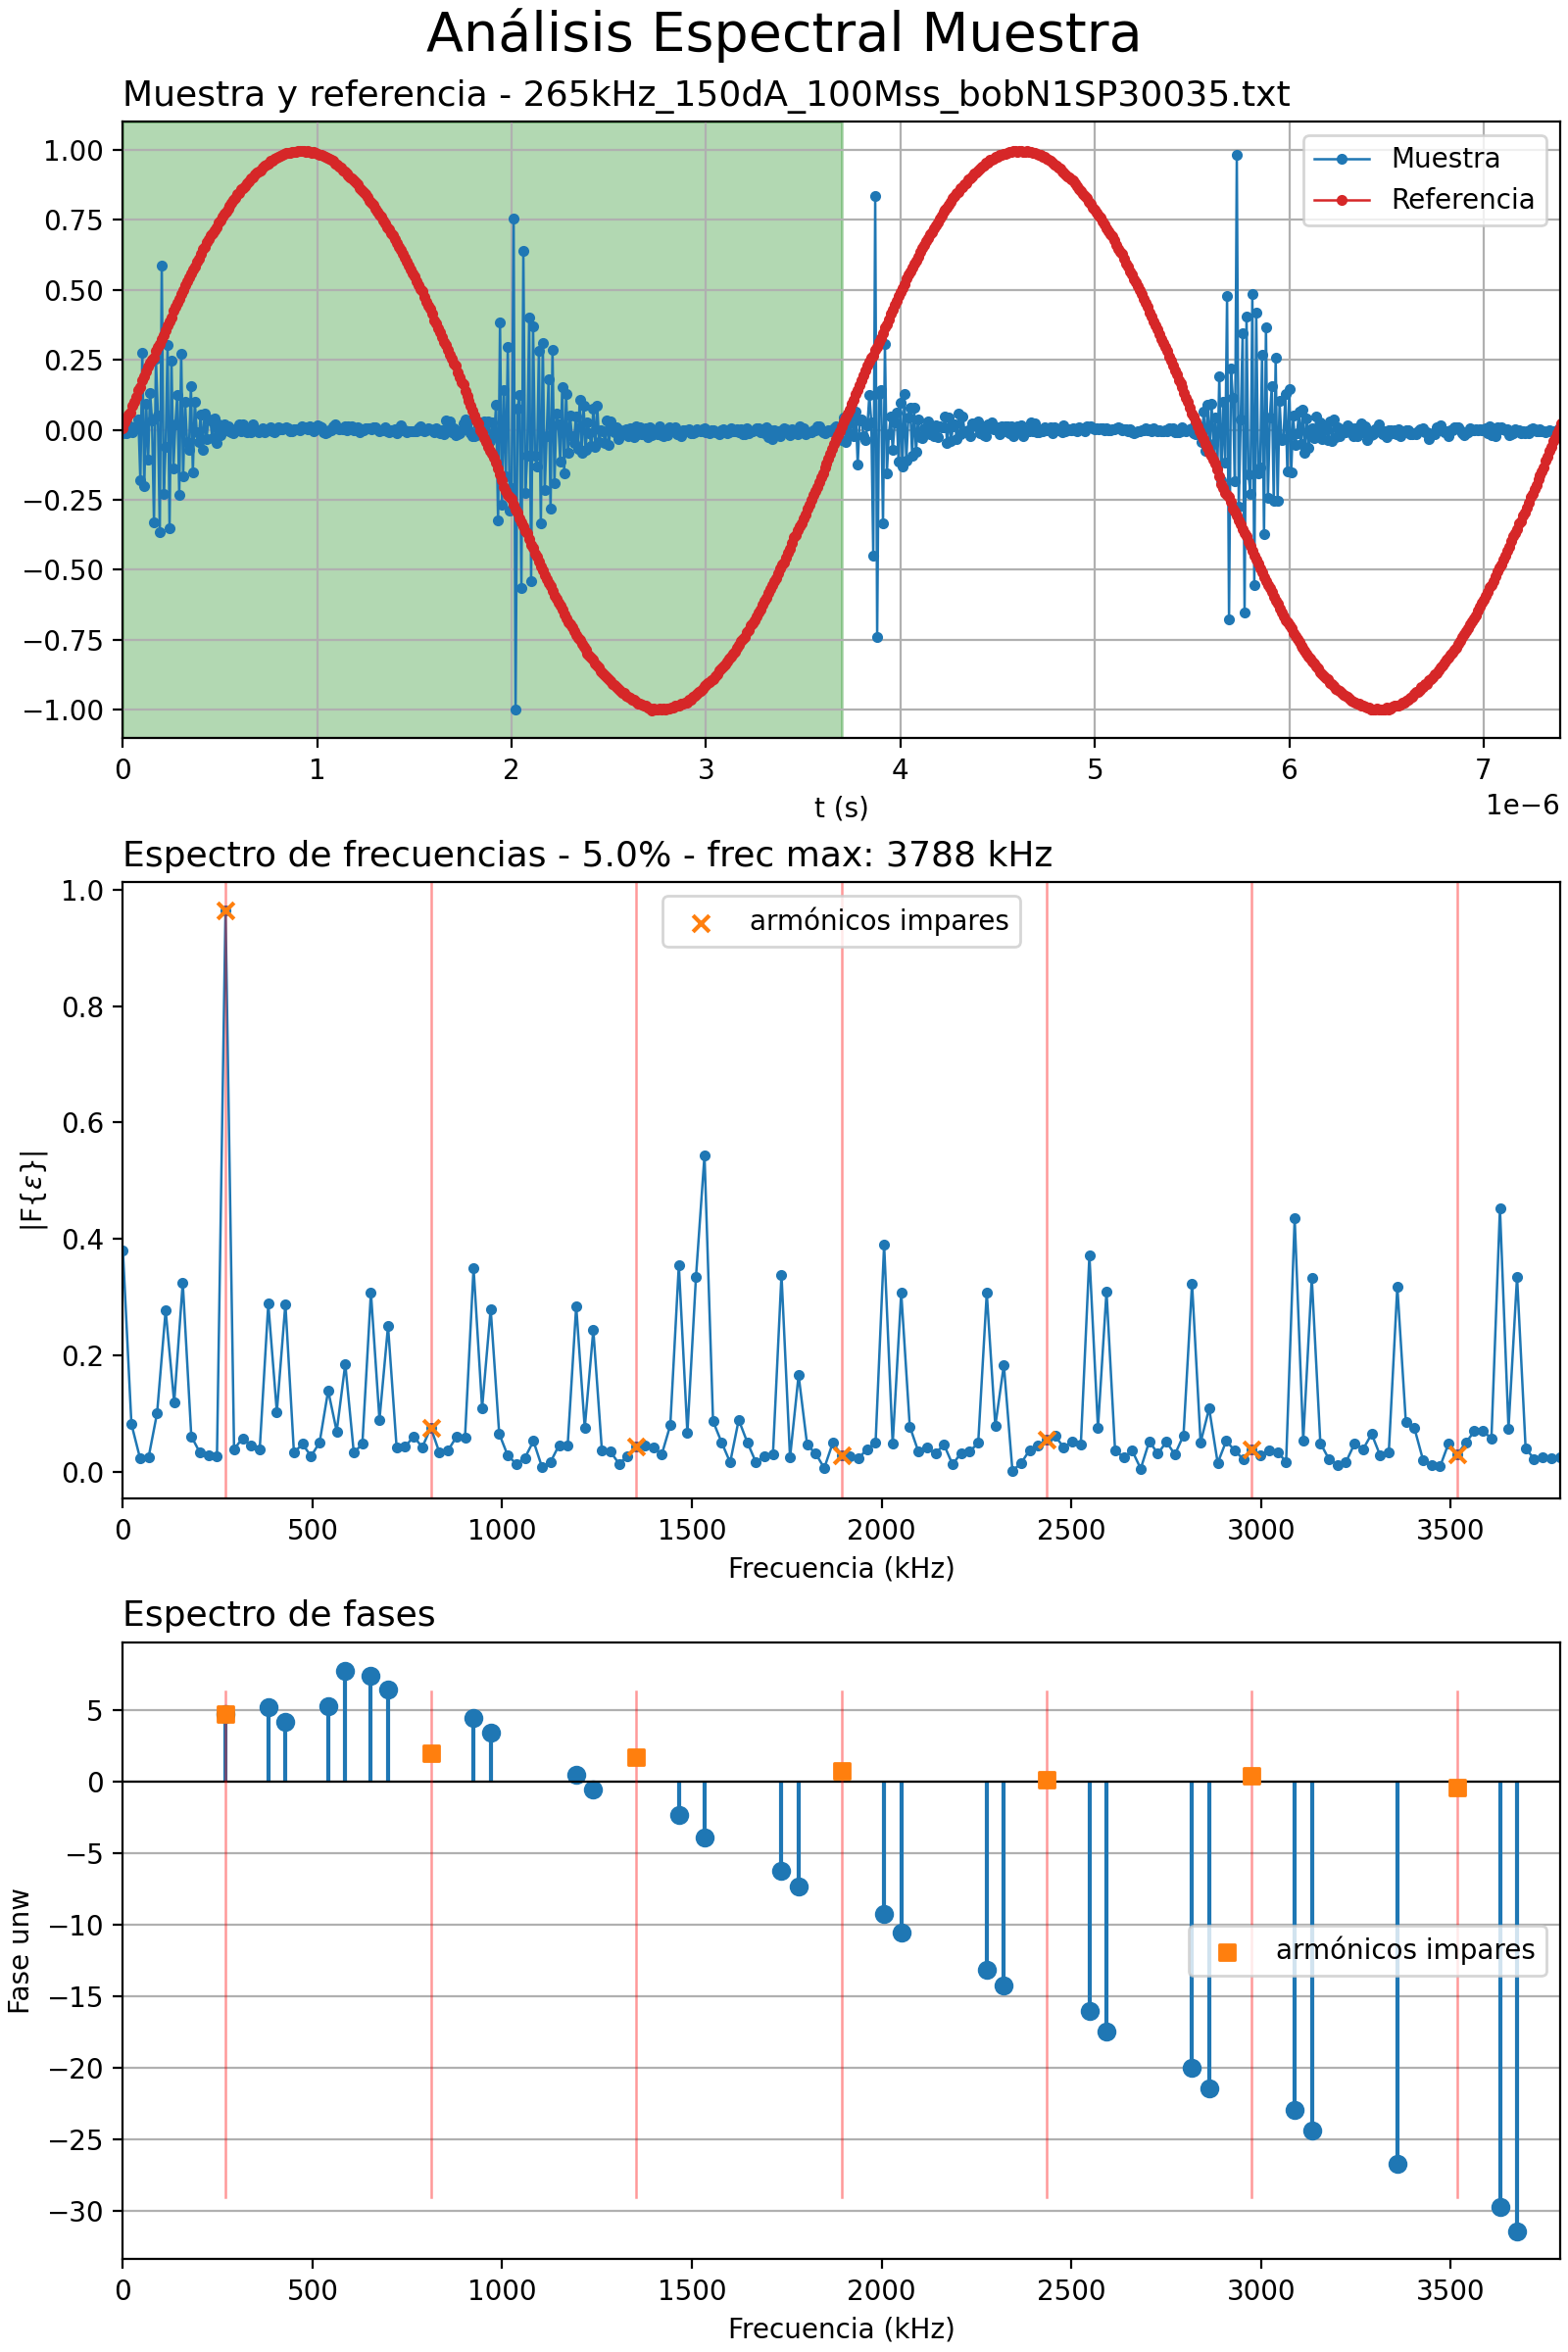 Análisis Espectral Muestra
Muestra y referencia - 265kHz_150dA_100Mss_bobN1SP30035.txt
1.00
0.75
0.50
0.25
0.00
−0.25
−0.50
−0.75
−1.00
Muestra
Referencia
0 1 2 3 4 5 6 7
t (s)
1e−6
Espectro de frecuencias - 5.0% - frec max: 3788 kHz
1.0
0.8
0.6
0.4
0.2
0.0
|F{ε}|
armónicos impares
0 500 1000 1500 2000 2500 3000 3500
Frecuencia (kHz)
Espectro de fases
5
0
−5
−10
−15
−20
−25
−30
Fase unw
armónicos impares
0 500 1000 1500 2000 2500 3000 3500
Frecuencia (kHz)